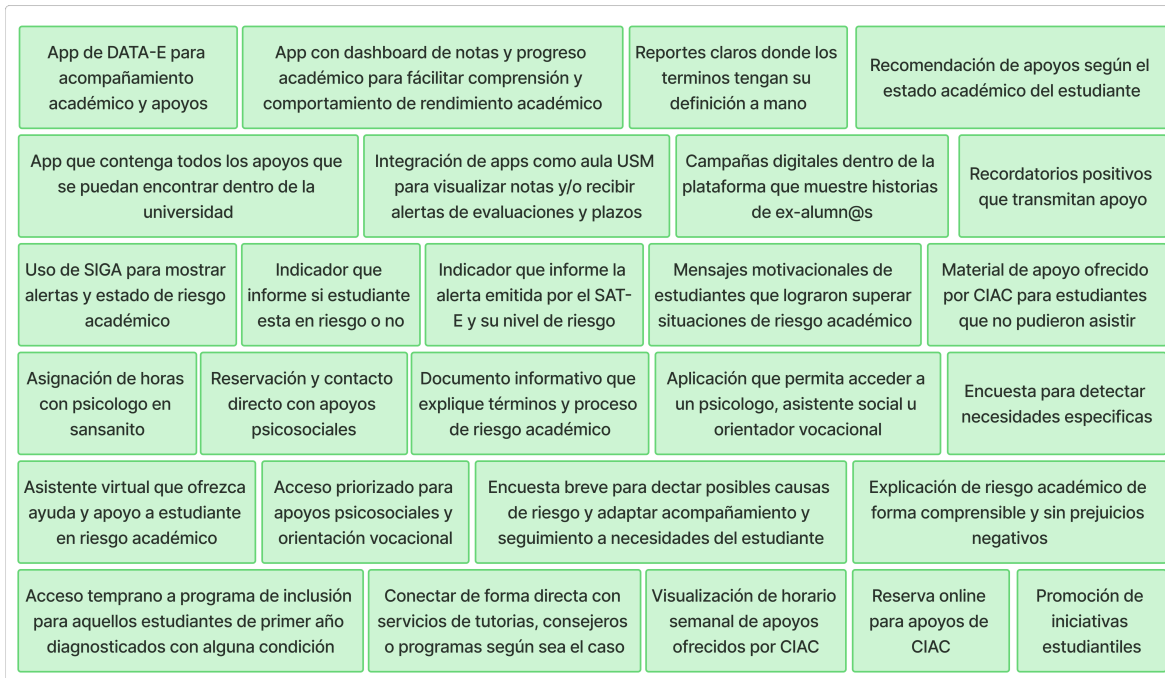 App de DATA-E para
acompañamiento
académico y apoyos
App con dashboard de notas y progreso
académico para fácilitar comprensión y
comportamiento de rendimiento académico
Reportes claros donde los
terminos tengan su
definición a mano
Recomendación de apoyos según el
estado académico del estudiante
App que contenga todos los apoyos que
se puedan encontrar dentro de la
universidad
Integración de apps como aula USM
para visualizar notas y/o recibir
alertas de evaluaciones y plazos
Campañas digitales dentro de la
plataforma que muestre historias
de ex-alumn@s
Recordatorios positivos
que transmitan apoyo
Uso de SIGA para mostrar
alertas y estado de riesgo
académico
Indicador que
informe si estudiante
esta en riesgo o no
Indicador que informe la
alerta emitida por el SAT-
E y su nivel de riesgo
Mensajes motivacionales de
estudiantes que lograron superar
situaciones de riesgo académico
Material de apoyo ofrecido
por CIAC para estudiantes
que no pudieron asistir
Asignación de horas
con psicologo en
sansanito
Reservación y contacto
directo con apoyos
psicosociales
Documento informativo que
explique términos y proceso
de riesgo académico
Aplicación que permita acceder a
un psicologo, asistente social u
orientador vocacional
Encuesta para detectar
necesidades especificas
Asistente virtual que ofrezca
ayuda y apoyo a estudiante
en riesgo académico
Acceso priorizado para
apoyos psicosociales y
orientación vocacional
Encuesta breve para dectar posibles causas
de riesgo y adaptar acompañamiento y
seguimiento a necesidades del estudiante
Explicación de riesgo académico de
forma comprensible y sin prejuicios
negativos
Acceso temprano a programa de inclusión
para aquellos estudiantes de primer año
diagnosticados con alguna condición
Conectar de forma directa con
servicios de tutorias, consejeros
o programas según sea el caso
Visualización de horario
semanal de apoyos
ofrecidos por CIAC
Reserva online
para apoyos de
CIAC
Promoción de
iniciativas
estudiantiles